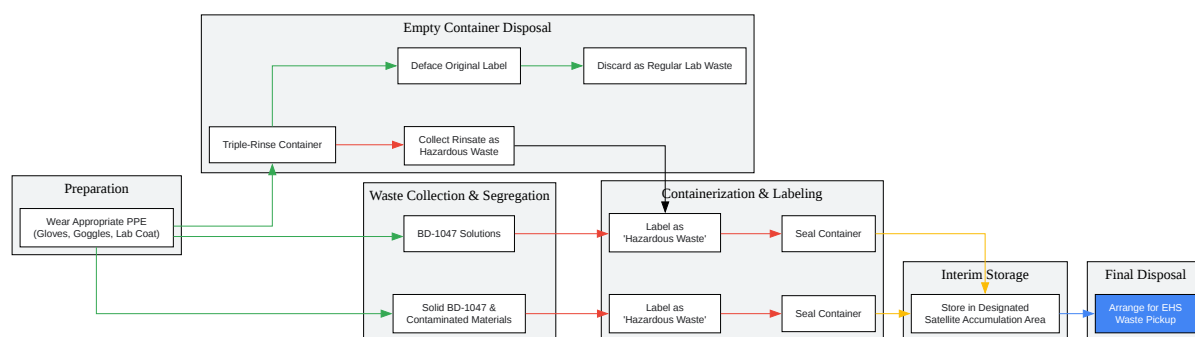 Empty Container Disposal
Deface Original Label
Discard as Regular Lab Waste
Triple-Rinse Container
Collect Rinsate as
Hazardous Waste
Preparation
Wear Appropriate PPE
(Gloves, Goggles, Lab Coat)
Waste Collection & Segregation
BD-1047 Solutions
Solid BD-1047 &
Contaminated Materials
Containerization & Labeling
Label as
'Hazardous Waste'
Seal Container
Label as
'Hazardous Waste'
Seal Container
Interim Storage
Store in Designated
Satellite Accumulation Area
Final Disposal
Arrange for EHS
Waste Pickup